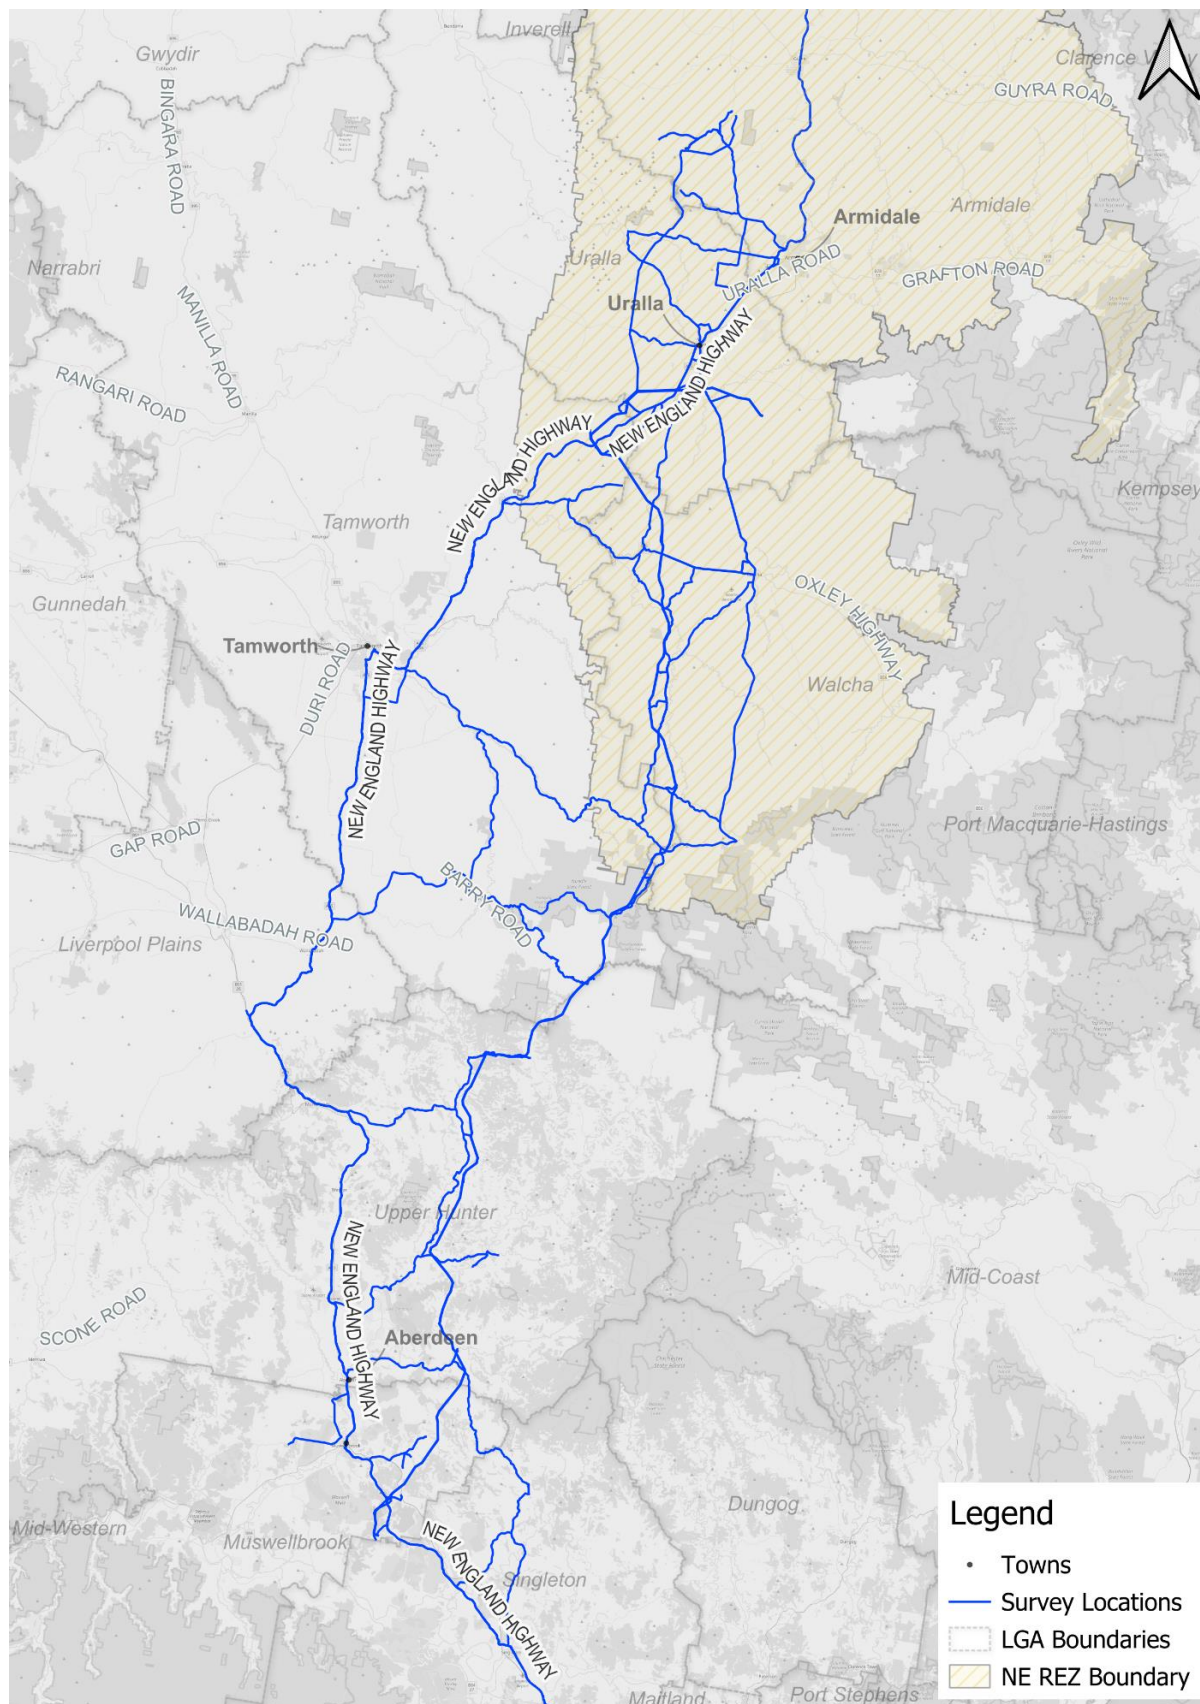 Inverell
Gwydir
Clarence Valley
BINGARA ROAD
GUYRA ROAD
Armidale
Armidale
Narrabri
Uralla
URALLA ROAD
GRAFTON ROAD
MANILLA ROAD
Uralla
NEW ENGLAND HIGHWAY
RANGARI ROAD
NEW ENGLAND HIGHWAY
Kempsey
Tamworth
Gunnedah
OXLEY HIGHWAY
Tamworth
DURI ROAD
NEW ENGLAND HIGHWAY
Walcha
GAP ROAD
Port Macquarie-Hastings
BARRY ROAD
WALLABADAH ROAD
Liverpool Plains
Upper Hunter
NEW ENGLAND HIGHWAY
Mid-Coast
SCONE ROAD
Aberdeen
Dungog
Mid-Western
Muswellbrook
NEW ENGLAND HIGHWAY
Singleton
Maitland
Port Stephens
Legend
Towns
Survey Locations
LGA Boundaries
NE REZ Boundary